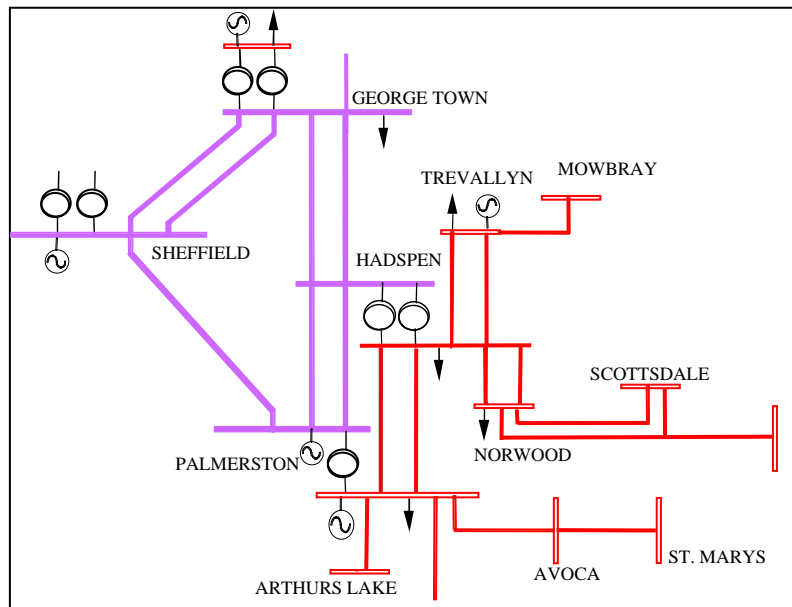 GEORGE TOWN
MOWBRAY
TREVALLYN
SHEFFIELD
HADSPEN
SCOTTSDALE
NORWOOD
PALMERSTON
ST. MARYS
AVOCA
ARTHURS LAKE